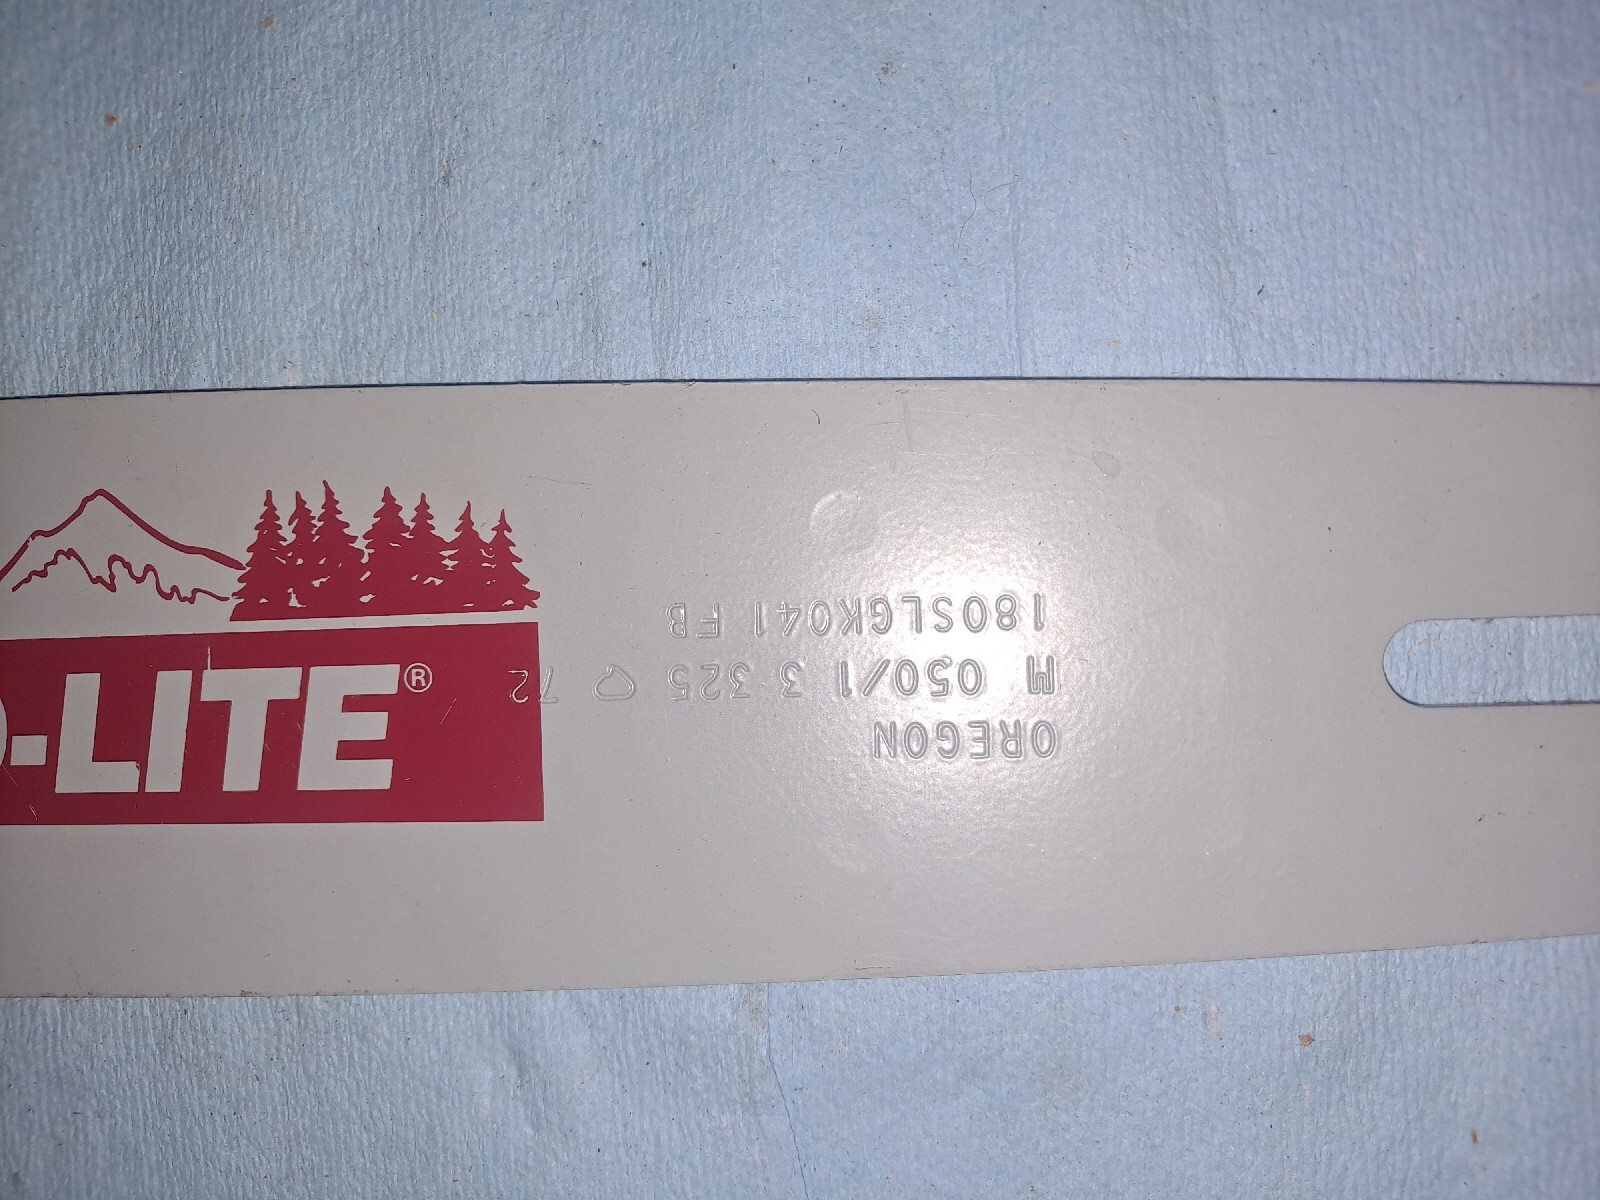 -LITE®
OREGON
M 050/1 3 325 72
180SLGK041 FB